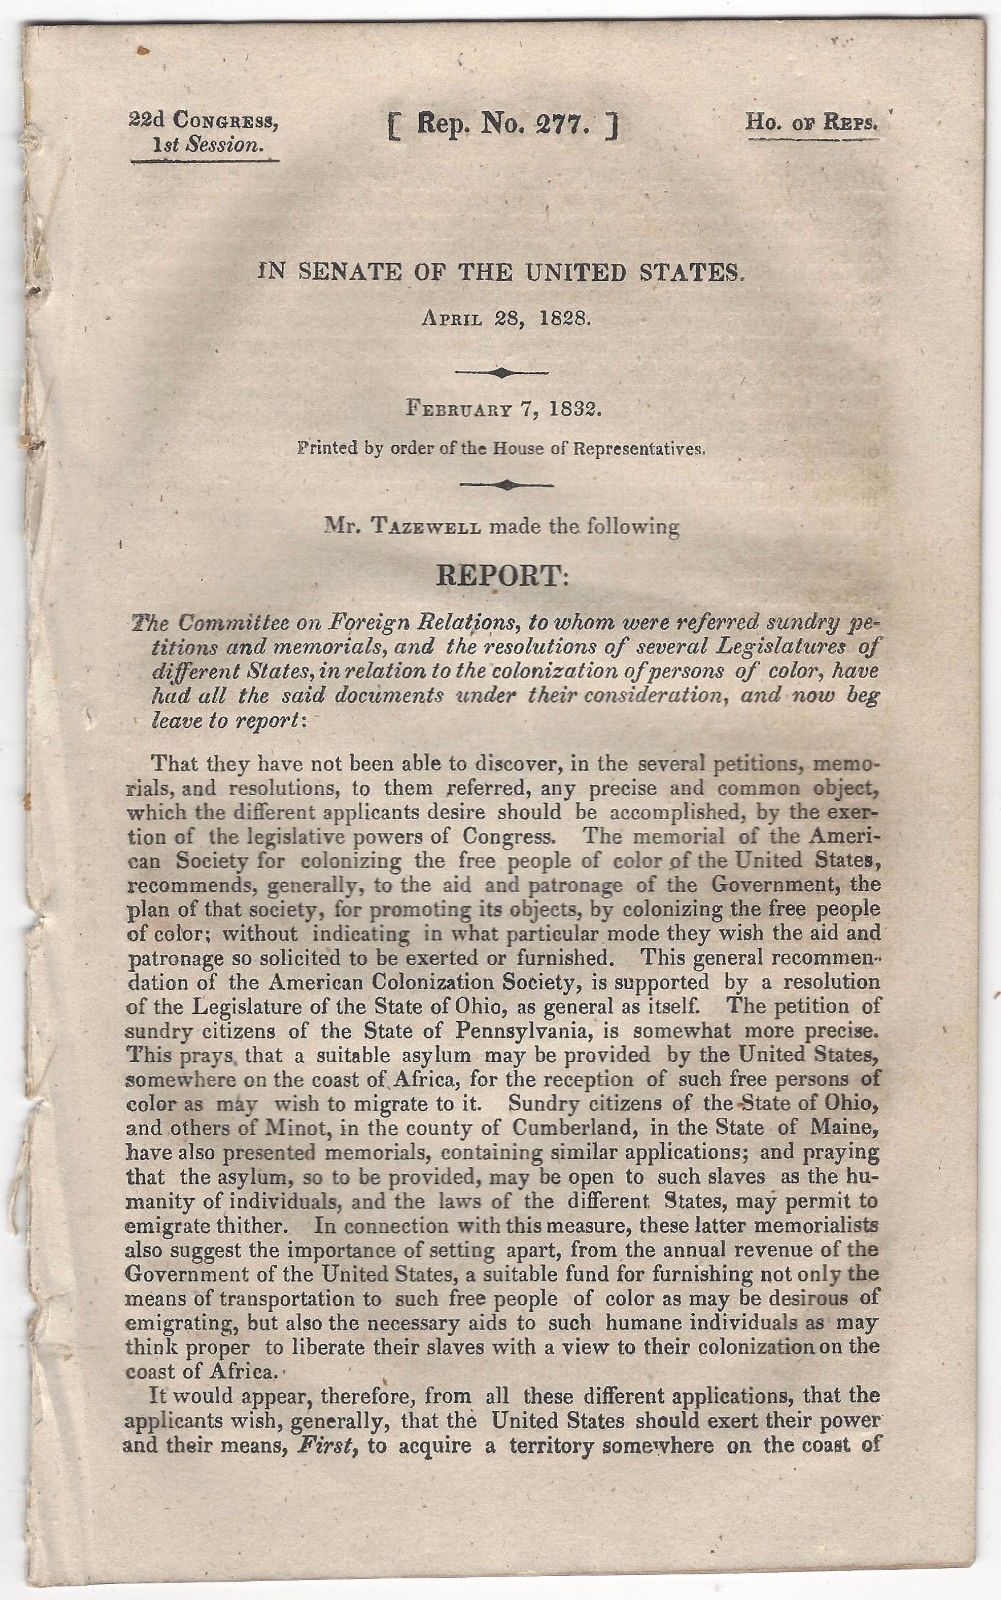 22d Congress, [ Rep. No. 277. ] Ho. of Reps.
1st Session.
IN SENATE OF THE UNITED STATES.
April 28, 1828.
February 7, 1832.
Printed by order of the House of Representatives.
Mr. Tazewell made the following
REPORT:
The Committee on Foreign Relations, to whom were referred sundry pe-
titions and memorials, and the resolutions of several Legislatures of
different States, in relation to the colonization of persons of color, have
had all the said documents under their consideration, and now beg
leave to report:
That they have not been able to discover, in the several petitions, memo-
rials, and resolutions, to them referred, any precise and common object,
which the different applicants desire should be accomplished, by the exer-
tion of the legislative powers of Congress. The memorial of the Ameri-
can Society for colonizing the free people of color of the United States,
recommends, generally, to the aid and patronage of the Government, the
plan of that society, for promoting its objects, by colonizing the free people
of color; without indicating in what particular mode they wish the aid and
patronage so solicited to be exerted or furnished. This general recommen-
dation of the American Colonization Society, is supported by a resolution
of the Legislature of the State of Ohio, as general as itself. The petition of
sundry citizens of the State of Pennsylvania, is somewhat more precise.
This prays, that a suitable asylum may be provided by the United States,
somewhere on the coast of Africa, for the reception of such free persons of
color as may wish to migrate to it. Sundry citizens of the State of Ohio,
and others of Minot, in the county of Cumberland, in the State of Maine,
have also presented memorials, containing similar applications; and praying
that the asylum, so to be provided, may be open to such slaves as the hu-
manity of individuals, and the laws of the different States, may permit to
emigrate thither. In connection with this measure, these latter memorialists
also suggest the importance of setting apart, from the annual revenue of the
Government of the United States, a suitable fund for furnishing not only the
means of transportation to such free people of color as may be desirous of
emigrating, but also the necessary aids to such humane individuals as may
think proper to liberate their slaves with a view to their colonization on the
coast of Africa.
It would appear, therefore, from all these different applications, that the
applicants wish, generally, that the United States should exert their power
and their means, First, to acquire a territory somewhere on the coast of